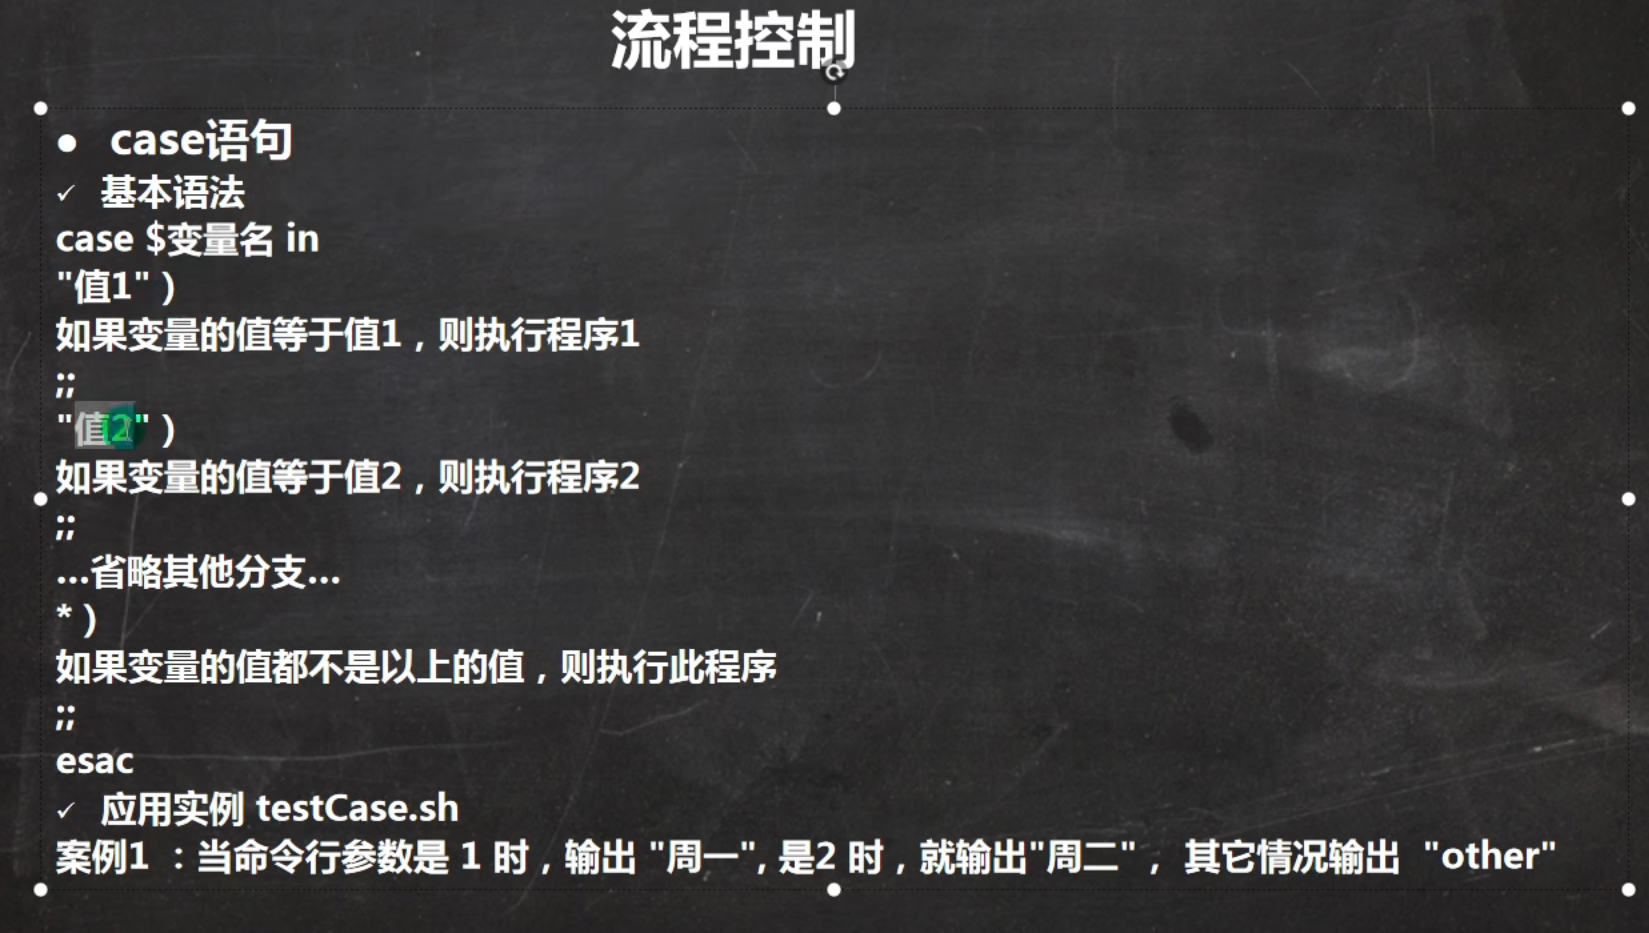 流程控制
● case语句
✓ 基本语法
case $变量名 in
"值1" )
如果变量的值等于值1，则执行程序1
;;
"值2" )
如果变量的值等于值2，则执行程序2
;;
...省略其他分支...
* )
如果变量的值都不是以上的值，则执行此程序
;;
esac
✓ 应用实例 testCase.sh
案例1 ：当命令行参数是 1 时，输出 "周一", 是2 时，就输出"周二"， 其它情况输出 "other"